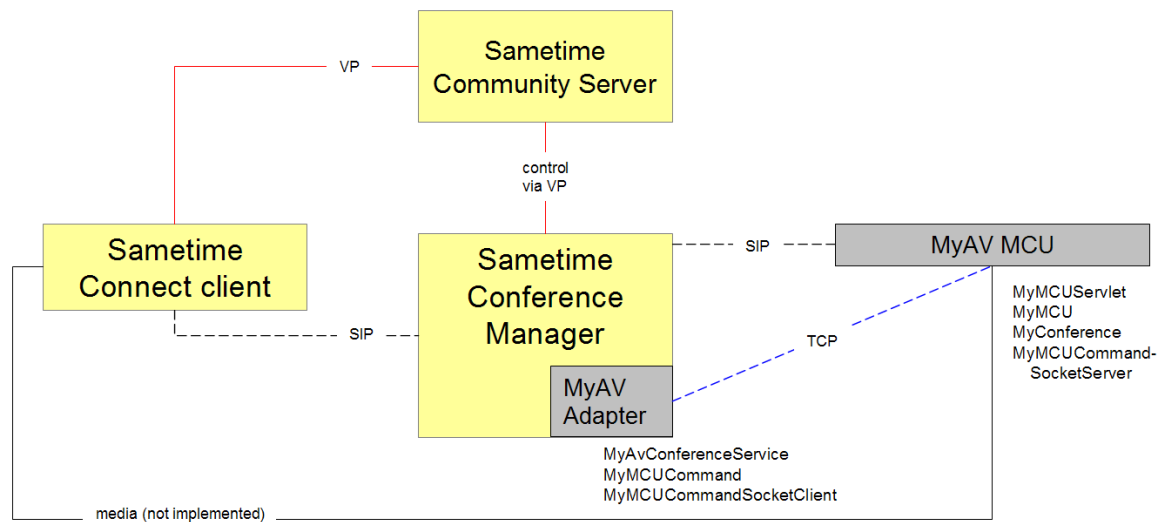 Sametime
Community Server
VP
control
via VP
Sametime
Connect client
Sametime
Conference
Manager
SIP
MyAV MCU
SIP
MyMCUServlet
MyMCU
MyConference
MyMCUCommand-
SocketServer
TCP
MyAV
Adapter
MyAvConferenceService
MyMCUCommand
MyMCUCommandSocketClient
media (not implemented)